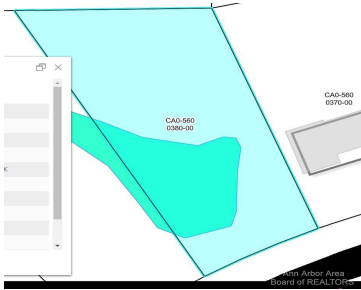 CA0-560
0370-00
CA0-560
0380-00
Ann Arbor Area
Board of REALTORS